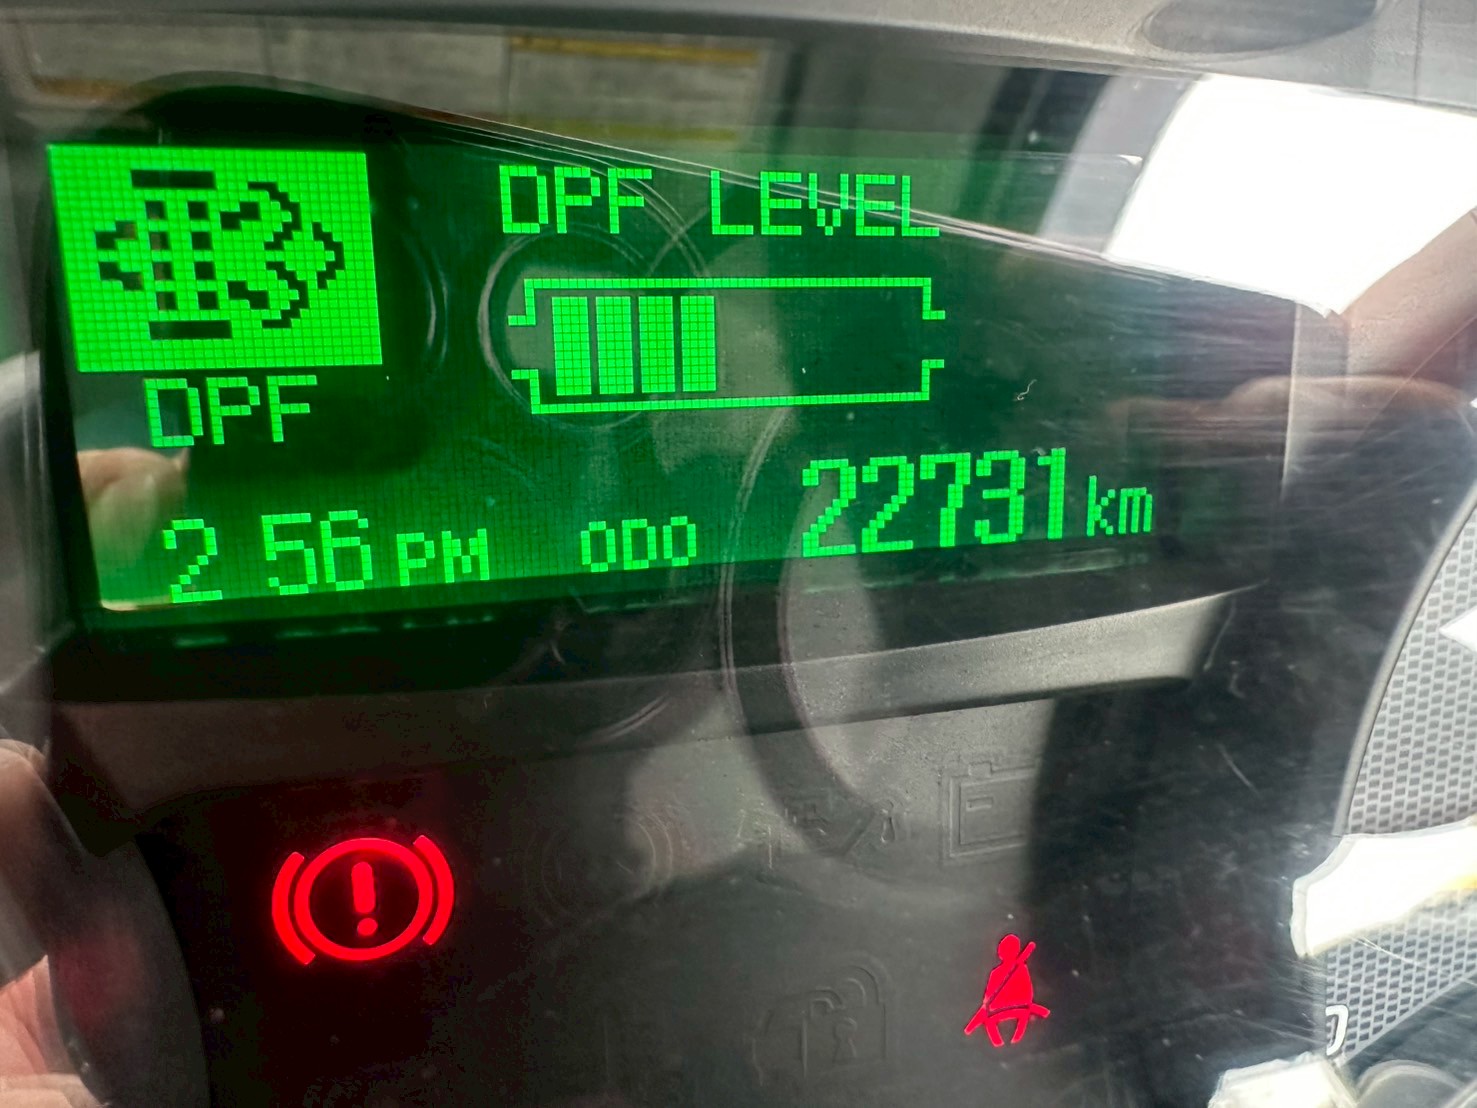 DPF LEVEL
DPF
2 56 PM ODO 22731 km